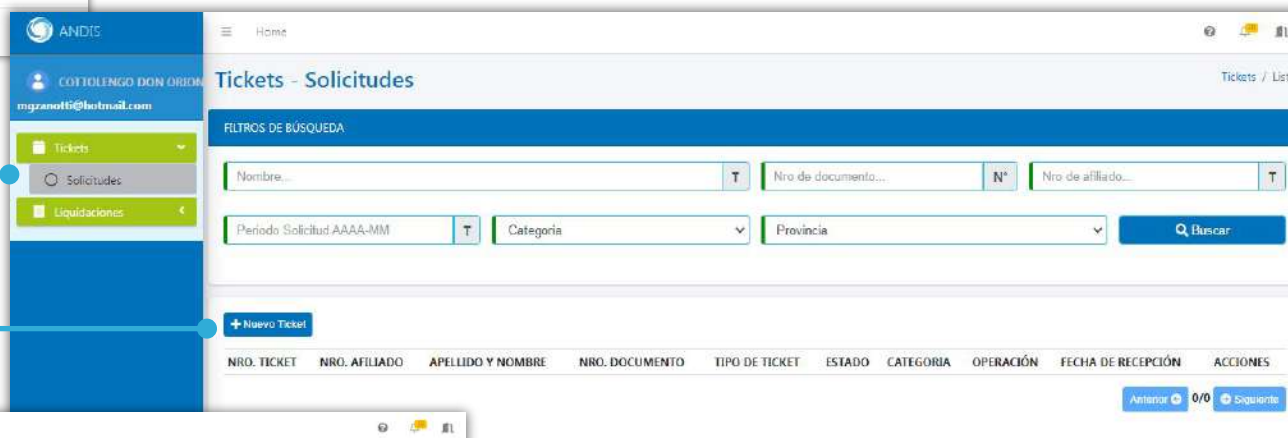 ANDIS
Home
COTTOLENGO DON ORION
mgzanotti@hotmail.com
Tickets - Solicitudes
Tickets / List
Tickets
Solicitudes
Liquidaciones
FILTROS DE BÚSQUEDA
Nombre... T Nro de documento... N° Nro de afiliado... T
Periodo Solicitud AAAA-MM T Categoria Provincia Buscar
+ Nuevo Ticket
NRO. TICKET NRO. AFILIADO APELLIDO Y NOMBRE NRO. DOCUMENTO TIPO DE TICKET ESTADO CATEGORIA OPERACIÓN FECHA DE RECEPCIÓN ACCIONES
Anterior 0/0 Siguiente